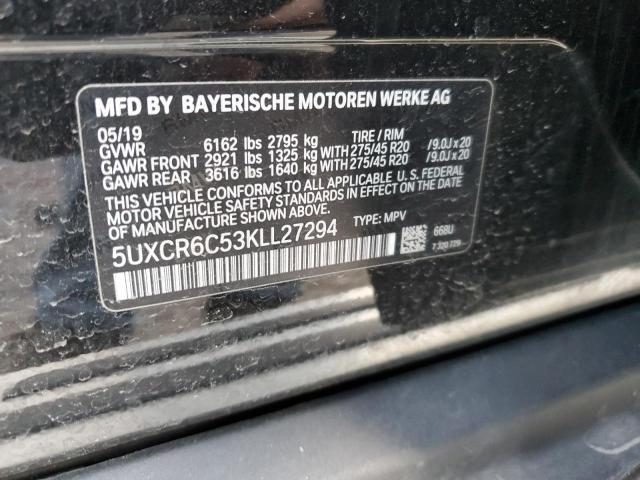 MFD BY BAYERISCHE MOTOREN WERKE AG
05/19 TIRE / RIM
GVWR 6162 lbs 2795 kg
GAWR FRONT 2921 lbs 1325 kg WITH 275/45 R20 /9.0J x 20
GAWR REAR 3616 lbs 1640 kg WITH 275/45 R20 /9.0J x 20
THIS VEHICLE CONFORMS TO ALL APPLICABLE U. S. FEDERAL
MOTOR VEHICLE SAFETY STANDARDS IN EFFECT ON THE DATE
OF MANUFACTURE SHOWN ABOVE.
5UXCR6C53KLL27294 TYPE: MPV
668U
7 320 729